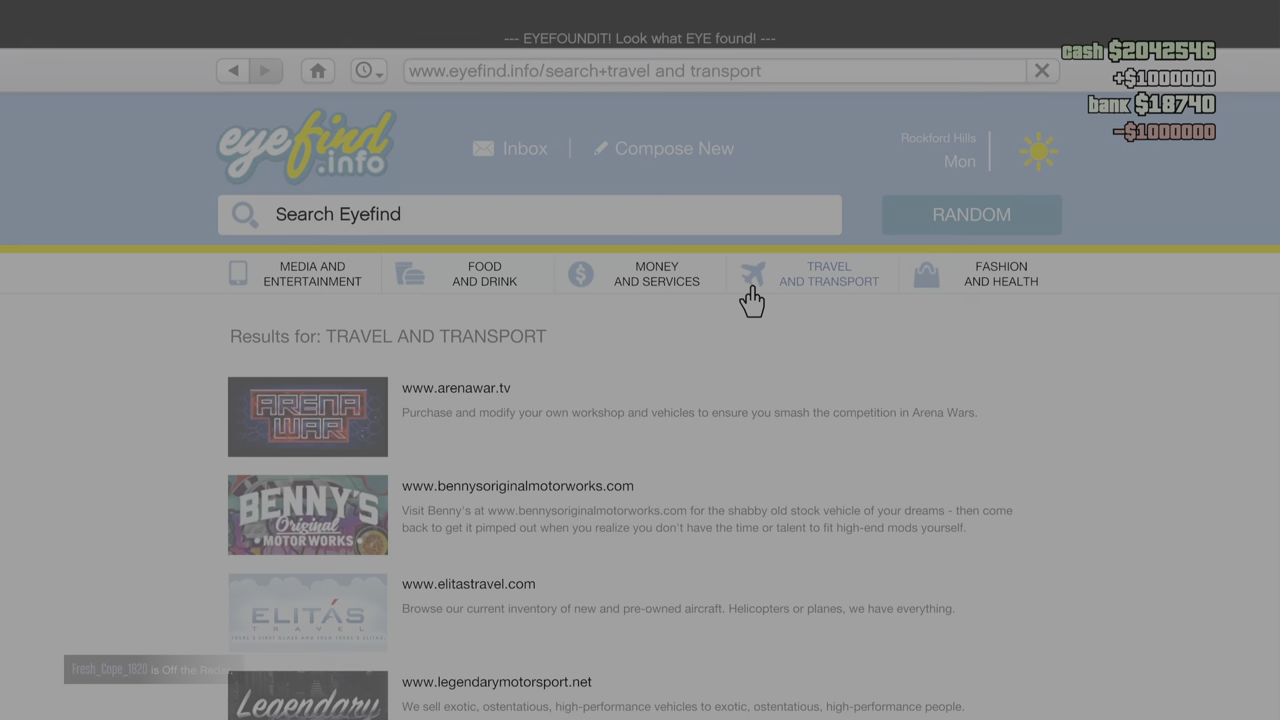 --- EYEFOUNDIT! Look what EYE found! ---
cash $2042546
+$1000000
bank $18740
-$1000000
www.eyefind.info/search+travel and transport
eyefind
.info
Inbox
Compose New
Rockford Hills
Mon
Search Eyefind
RANDOM
MEDIA AND
ENTERTAINMENT
FOOD
AND DRINK
MONEY
AND SERVICES
TRAVEL
AND TRANSPORT
FASHION
AND HEALTH
Results for: TRAVEL AND TRANSPORT
ARENA
WAR
www.arenawar.tv
Purchase and modify your own workshop and vehicles to ensure you smash the competition in Arena Wars.
BENNY'S
Original
MOTOR WORKS
www.bennysoriginalmotorworks.com
Visit Benny's at www.bennysoriginalmotorworks.com for the shabby old stock vehicle of your dreams - then come
back to get it pimped out when you realize you don't have the time or talent to fit high-end mods yourself.
ELITÁS
TRAVEL
www.elitastravel.com
Browse our current inventory of new and pre-owned aircraft. Helicopters or planes, we have everything.
Fresh_Cope_1820 is Off the Radar.
Legendary
www.legendarymotorsport.net
We sell exotic, ostentatious, high-performance vehicles to exotic, ostentatious, high-performance people.